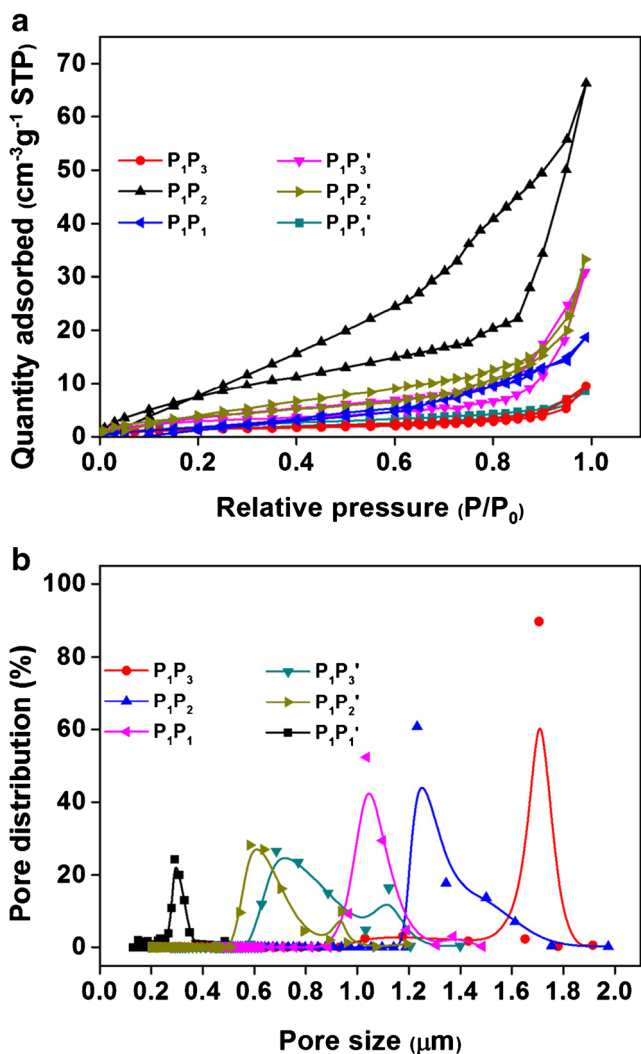 a
Quantity adsorbed (cm⁻³g⁻¹ STP)
70
60
50
40
30
20
10
0
P₁P₃
P₁P₂
P₁P₁
P₁P₃'
P₁P₂'
P₁P₁'
0.0 0.2 0.4 0.6 0.8 1.0
Relative pressure (P/P₀)
b
Pore distribution (%)
100
80
60
40
20
0
P₁P₃
P₁P₂
P₁P₁
P₁P₃'
P₁P₂'
P₁P₁'
0.0 0.2 0.4 0.6 0.8 1.0 1.2 1.4 1.6 1.8 2.0
Pore size (μm)